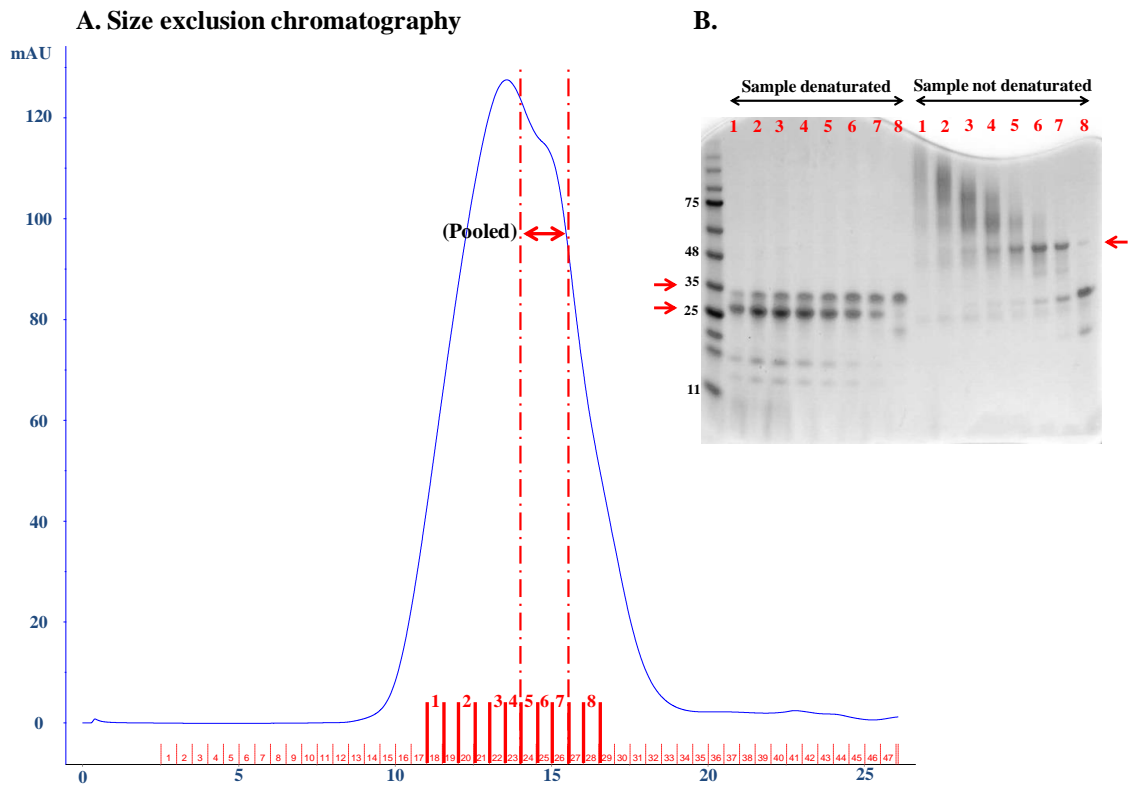 A. Size exclusion chromatography
B.
mAU
120
100
80
60
40
20
0
(Pooled)
1 2 3 4 5 6 7 8
1 2 3 4 5 6 7 8 9 10 11 12 13 14 15 16 17 18 19 20 21 22 23 24 25 26 27 28 29 30 31 32 33 34 35 36 37 38 39 40 41 42 43 44 45 46 47
0 5 10 15 20 25
Sample denaturated
Sample not denaturated
1 2 3 4 5 6 7 8
1 2 3 4 5 6 7 8
75
48
35
25
11